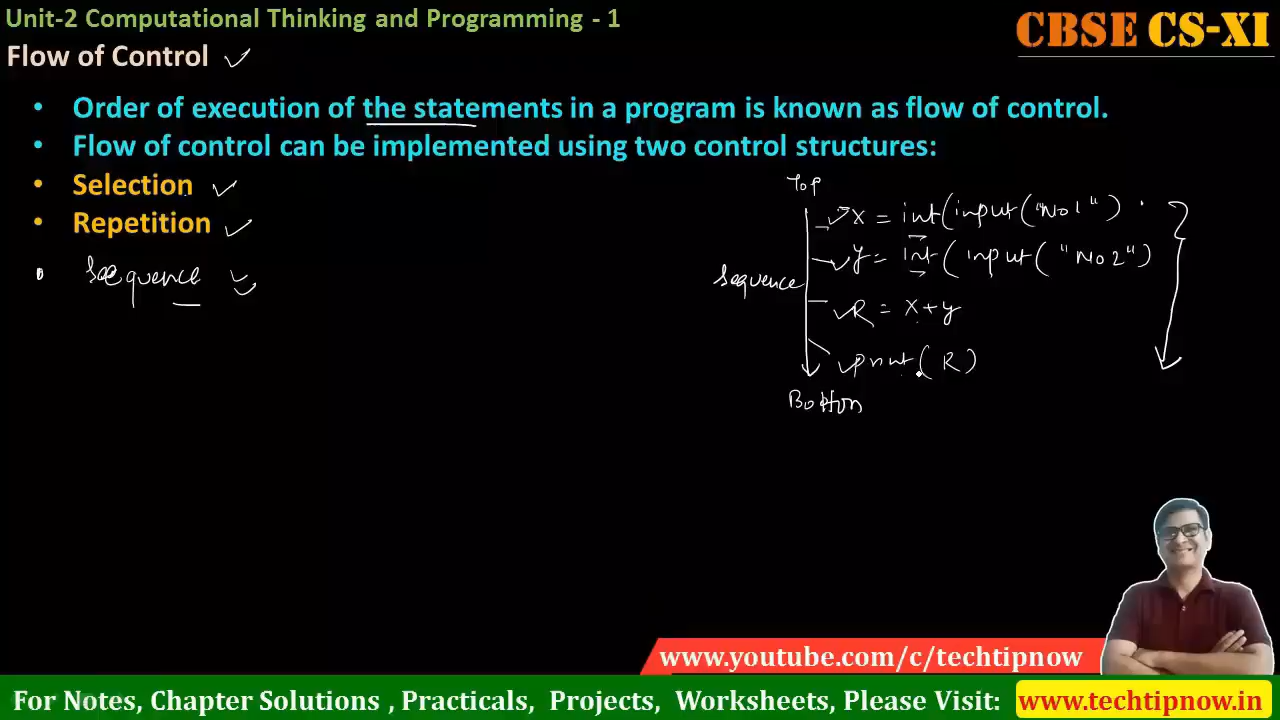 Unit-2 Computational Thinking and Programming - 1
CBSE CS-XI
Flow of Control
• Order of execution of the statements in a program is known as flow of control.
• Flow of control can be implemented using two control structures:
• Selection
• Repetition
• Sequence
Top
x = int(input("No1")
y = int(input("No2")
Sequence
R = x+y
print(R)
Bottom
www.youtube.com/c/techtipnow
For Notes, Chapter Solutions , Practicals, Projects, Worksheets, Please Visit: www.techtipnow.in